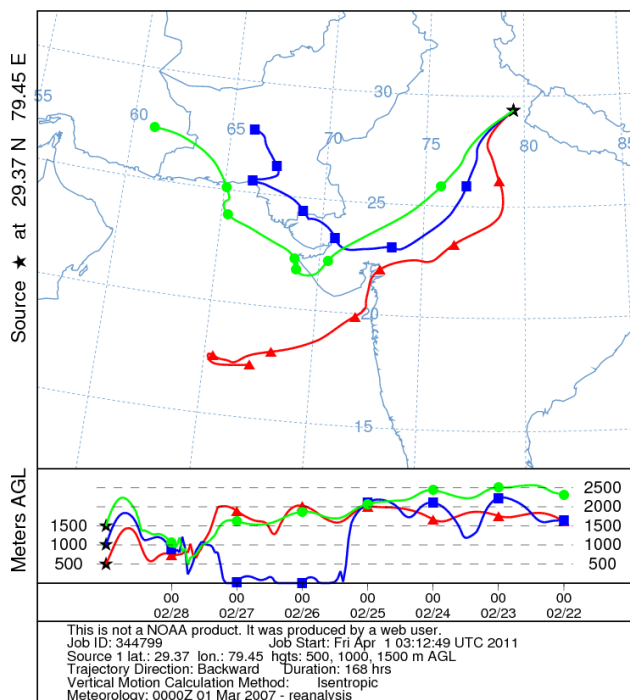 Source ★ at 29.37 N 79.45 E
55
60
65
70
75
80
85
30
25
20
15
Meters AGL
2500
2000
1500 1500
1000 1000
500 500
00 00 00 00 00 00 00
02/28 02/27 02/26 02/25 02/24 02/23 02/22
This is not a NOAA product. It was produced by a web user.
Job ID: 344799 Job Start: Fri Apr 1 03:12:49 UTC 2011
Source 1 lat.: 29.37 lon.: 79.45 hgts: 500, 1000, 1500 m AGL
Trajectory Direction: Backward Duration: 168 hrs
Vertical Motion Calculation Method: Isentropic
Meteorology: 0000Z 01 Mar 2007 - reanalysis